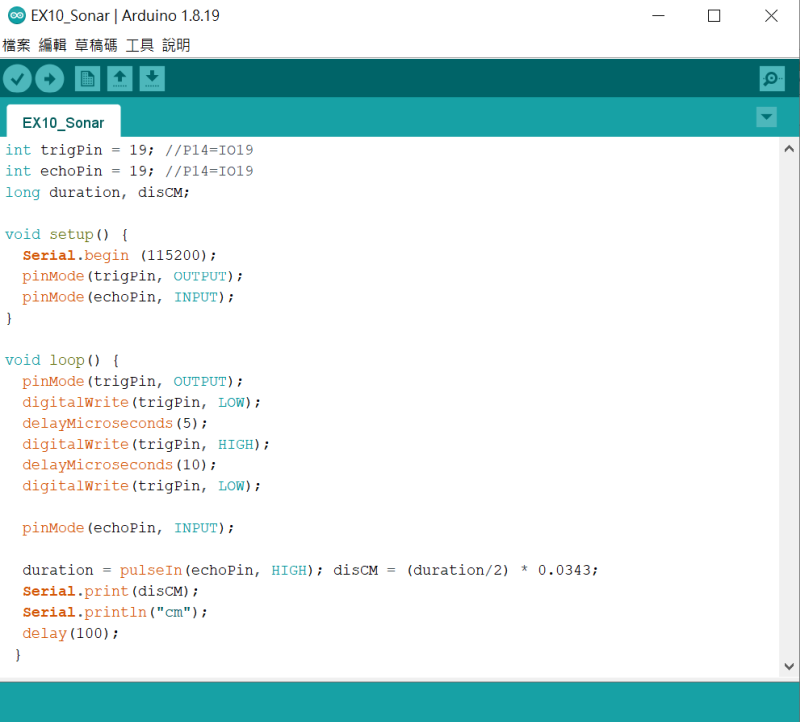 EX10_Sonar | Arduino 1.8.19
檔案 編輯 草稿碼 工具 說明
EX10_Sonar
int trigPin = 19; //P14=IO19
int echoPin = 19; //P14=IO19
long duration, disCM;
void setup() {
  Serial.begin (115200);
  pinMode(trigPin, OUTPUT);
  pinMode(echoPin, INPUT);
}
void loop() {
  pinMode(trigPin, OUTPUT);
  digitalWrite(trigPin, LOW);
  delayMicroseconds(5);
  digitalWrite(trigPin, HIGH);
  delayMicroseconds(10);
  digitalWrite(trigPin, LOW);
  pinMode(echoPin, INPUT);
  duration = pulseIn(echoPin, HIGH); disCM = (duration/2) * 0.0343;
  Serial.print(disCM);
  Serial.println("cm");
  delay(100);
 }